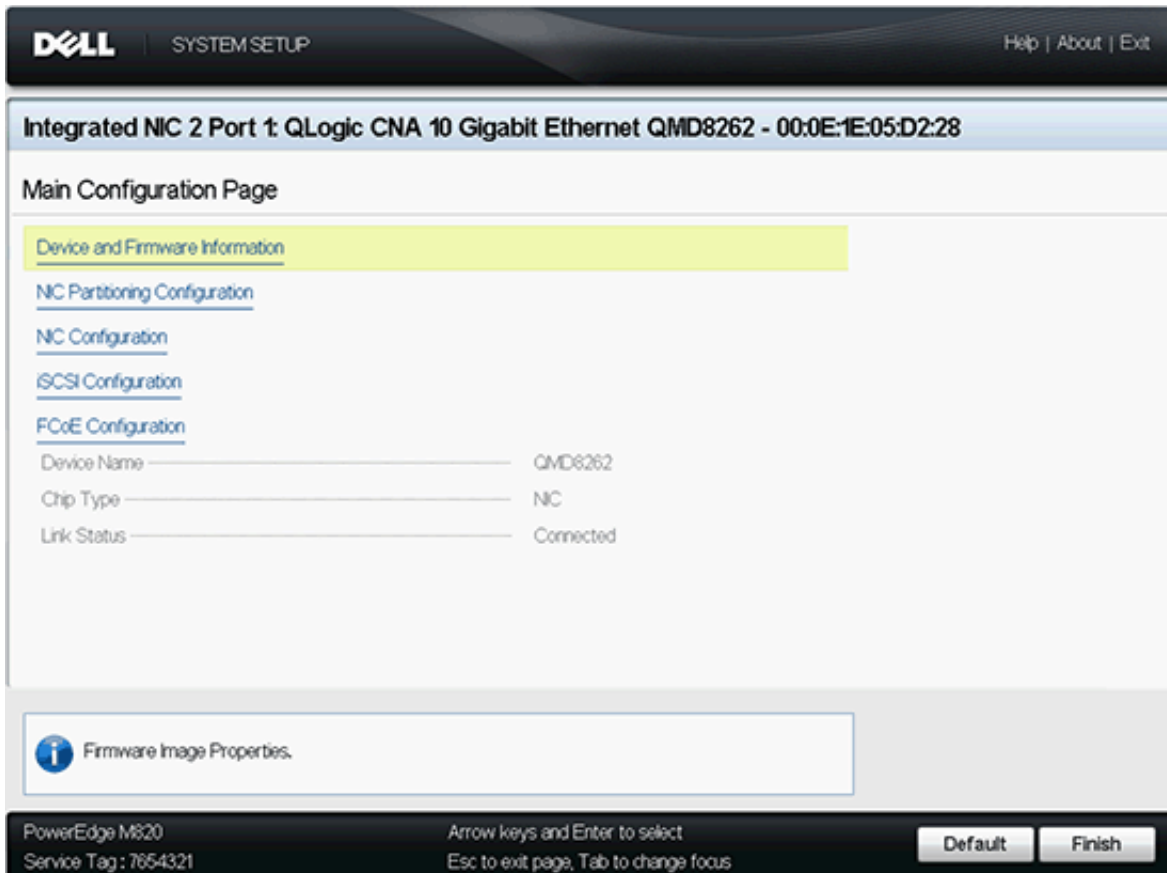 DELL SYSTEM SETUP Help | About | Exit
Integrated NIC 2 Port 1: QLogic CNA 10 Gigabit Ethernet QMD8262 - 00:0E:1E:05:D2:28
Main Configuration Page
Device and Firmware Information
NIC Partitioning Configuration
NIC Configuration
iSCSI Configuration
FCoE Configuration
Device Name QMD8262
Chip Type NIC
Link Status Connected
Firmware Image Properties.
PowerEdge M820 Arrow keys and Enter to select
Service Tag : 7654321 Esc to exit page, Tab to change focus
Default Finish